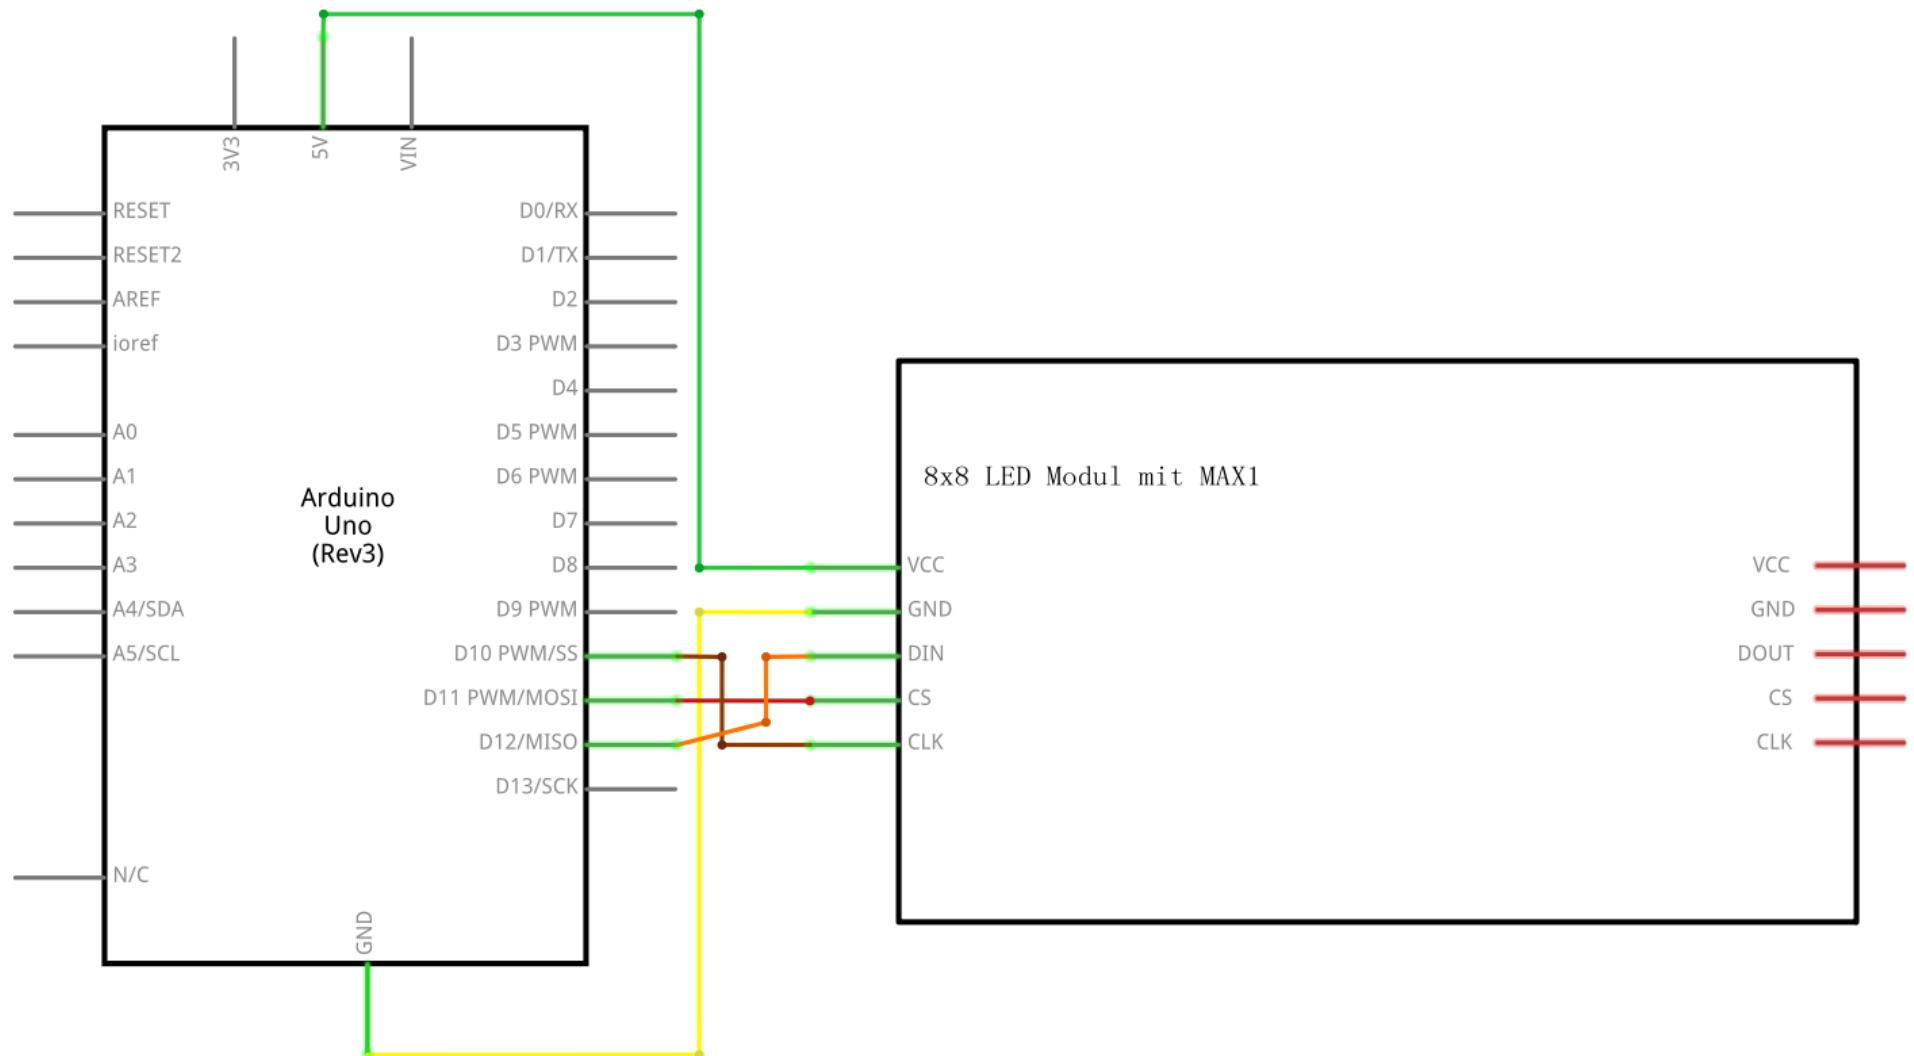 3V3
5V
VIN
RESET
RESET2
AREF
ioref
A0
A1
A2
A3
A4/SDA
A5/SCL
N/C
Arduino
Uno
(Rev3)
D0/RX
D1/TX
D2
D3 PWM
D4
D5 PWM
D6 PWM
D7
D8
D9 PWM
D10 PWM/SS
D11 PWM/MOSI
D12/MISO
D13/SCK
GND
8x8 LED Modul mit MAX1
VCC
GND
DIN
CS
CLK
VCC
GND
DOUT
CS
CLK